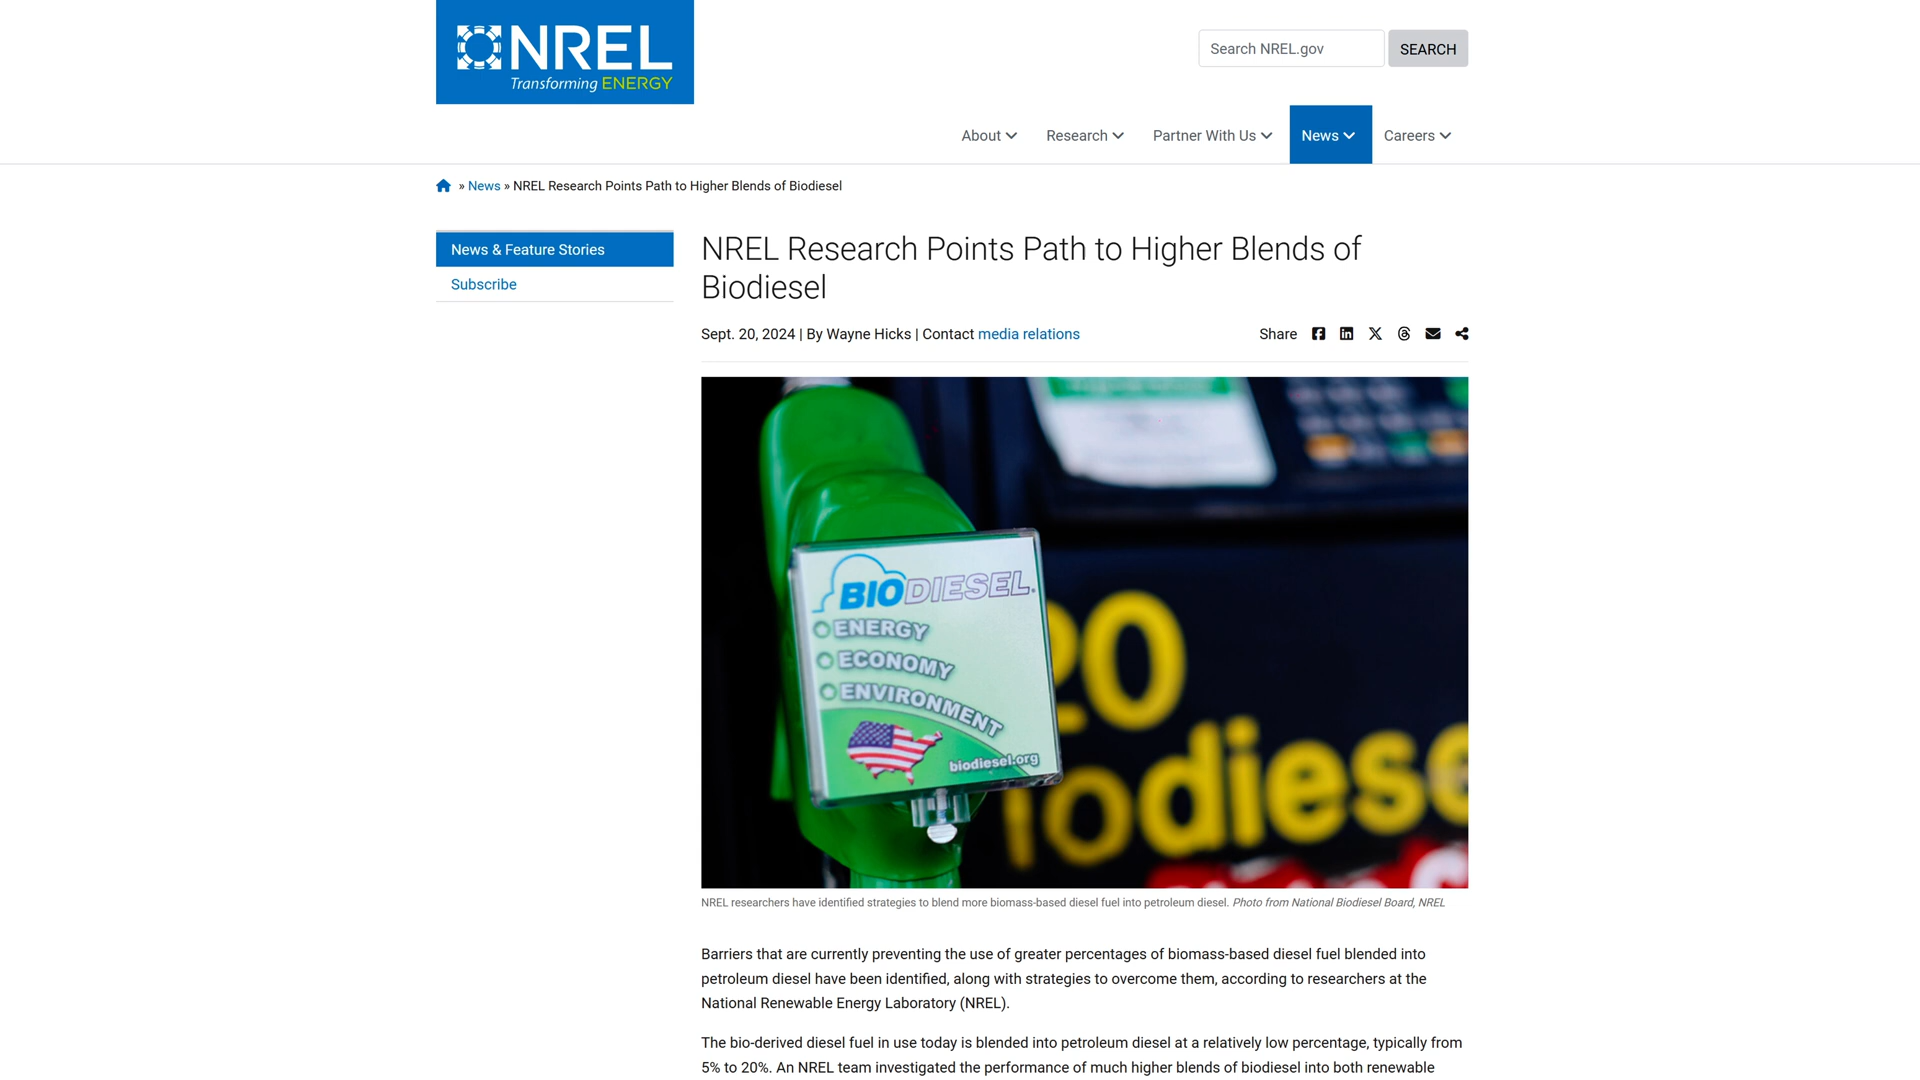 NREL
Transforming ENERGY
Search NREL.gov
SEARCH
About
Research
Partner With Us
News
Careers
» News » NREL Research Points Path to Higher Blends of Biodiesel
News & Feature Stories
Subscribe
NREL Research Points Path to Higher Blends of
Biodiesel
Sept. 20, 2024 | By Wayne Hicks | Contact media relations
Share
BIODIESEL
ENERGY
ECONOMY
ENVIRONMENT
biodiesel.org
20
iodiese
NREL researchers have identified strategies to blend more biomass-based diesel fuel into petroleum diesel. Photo from National Biodiesel Board, NREL
Barriers that are currently preventing the use of greater percentages of biomass-based diesel fuel blended into
petroleum diesel have been identified, along with strategies to overcome them, according to researchers at the
National Renewable Energy Laboratory (NREL).
The bio-derived diesel fuel in use today is blended into petroleum diesel at a relatively low percentage, typically from
5% to 20%. An NREL team investigated the performance of much higher blends of biodiesel into both renewable